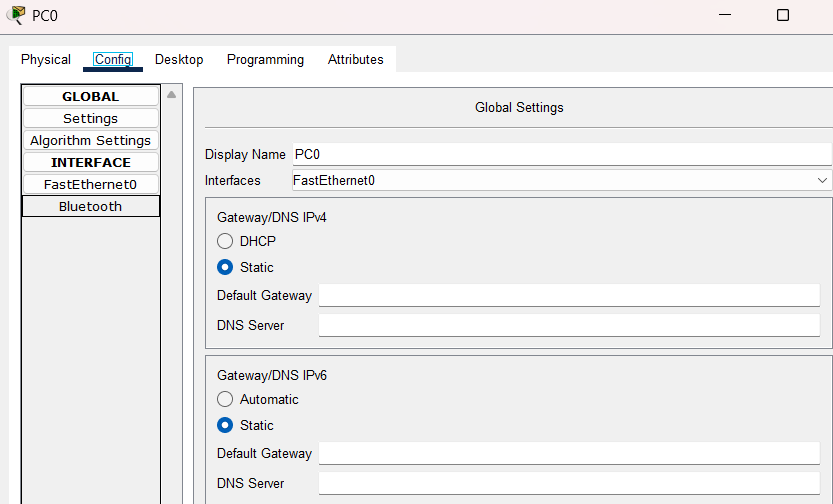 PC0
Physical Config Desktop Programming Attributes
GLOBAL
Settings
Algorithm Settings
INTERFACE
FastEthernet0
Bluetooth
Global Settings
Display Name PC0
Interfaces FastEthernet0
Gateway/DNS IPv4
DHCP
Static
Default Gateway
DNS Server
Gateway/DNS IPv6
Automatic
Static
Default Gateway
DNS Server